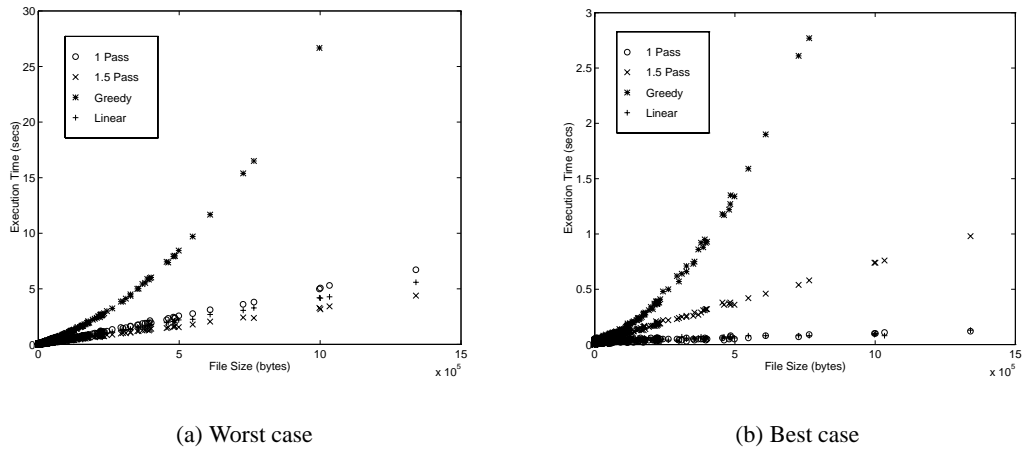 30
25
20
15
10
5
0
0
5
10
15
Execution Time (secs)
File Size (bytes)
x 10^5
1 Pass
1.5 Pass
Greedy
Linear
(a) Worst case
3
2.5
2
1.5
1
0.5
0
0
5
10
15
Execution Time (secs)
File Size (bytes)
x 10^5
1 Pass
1.5 Pass
Greedy
Linear
(b) Best case